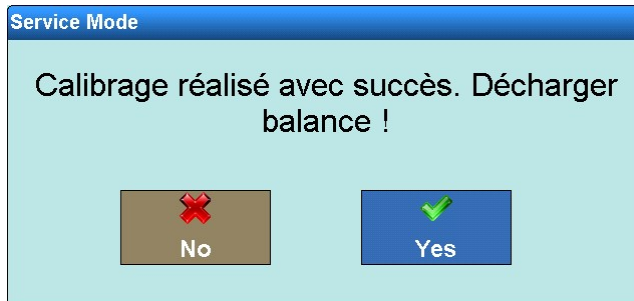 Service Mode
Calibrage réalisé avec succès. Décharger
balance !
No
Yes